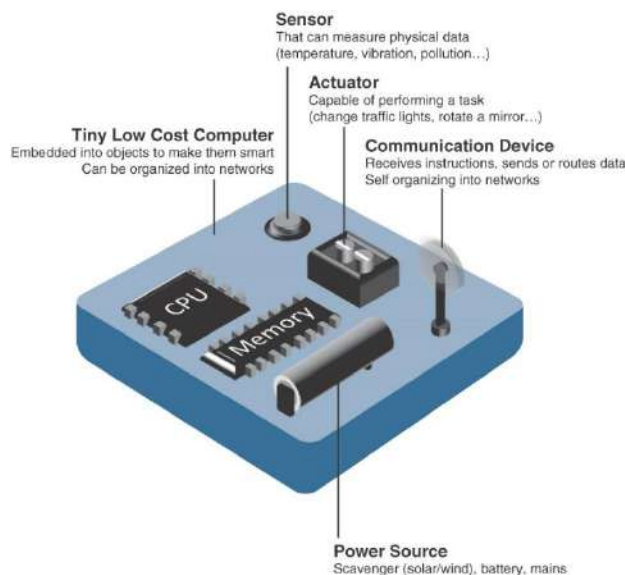 Sensor
That can measure physical data
(temperature, vibration, pollution...)
Actuator
Capable of performing a task
(change traffic lights, rotate a mirror...)
Tiny Low Cost Computer
Embedded into objects to make them smart
Can be organized into networks
Communication Device
Receives instructions, sends or routes data
Self organizing into networks
CPU
Memory
Power Source
Scavenger (solar/wind), battery, mains